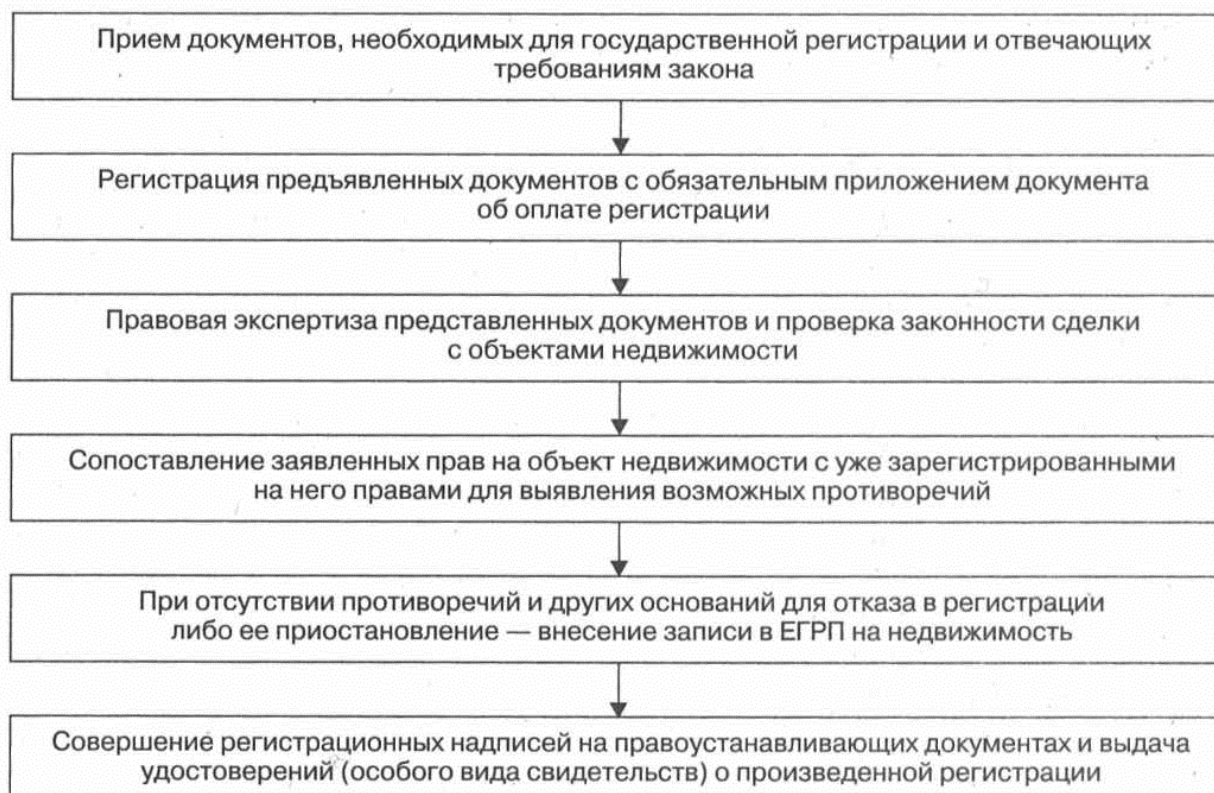 Прием документов, необходимых для государственной регистрации и отвечающих
требованиям закона
Регистрация предъявленных документов с обязательным приложением документа
об оплате регистрации
Правовая экспертиза представленных документов и проверка законности сделки
с объектами недвижимости
Сопоставление заявленных прав на объект недвижимости с уже зарегистрированными
на него правами для выявления возможных противоречий
При отсутствии противоречий и других оснований для отказа в регистрации
либо ее приостановление — внесение записи в ЕГРП на недвижимость
Совершение регистрационных надписей на правоустанавливающих документах и выдача
удостоверений (особого вида свидетельств) о произведенной регистрации